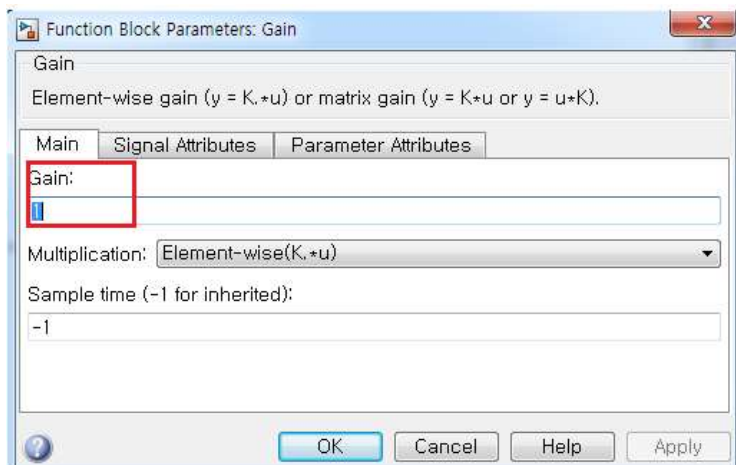 Function Block Parameters: Gain
Gain
Element-wise gain (y = K.*u) or matrix gain (y = K*u or y = u*K).
Main Signal Attributes Parameter Attributes
Gain:
1
Multiplication: Element-wise(K.*u)
Sample time (-1 for inherited):
-1
OK Cancel Help Apply